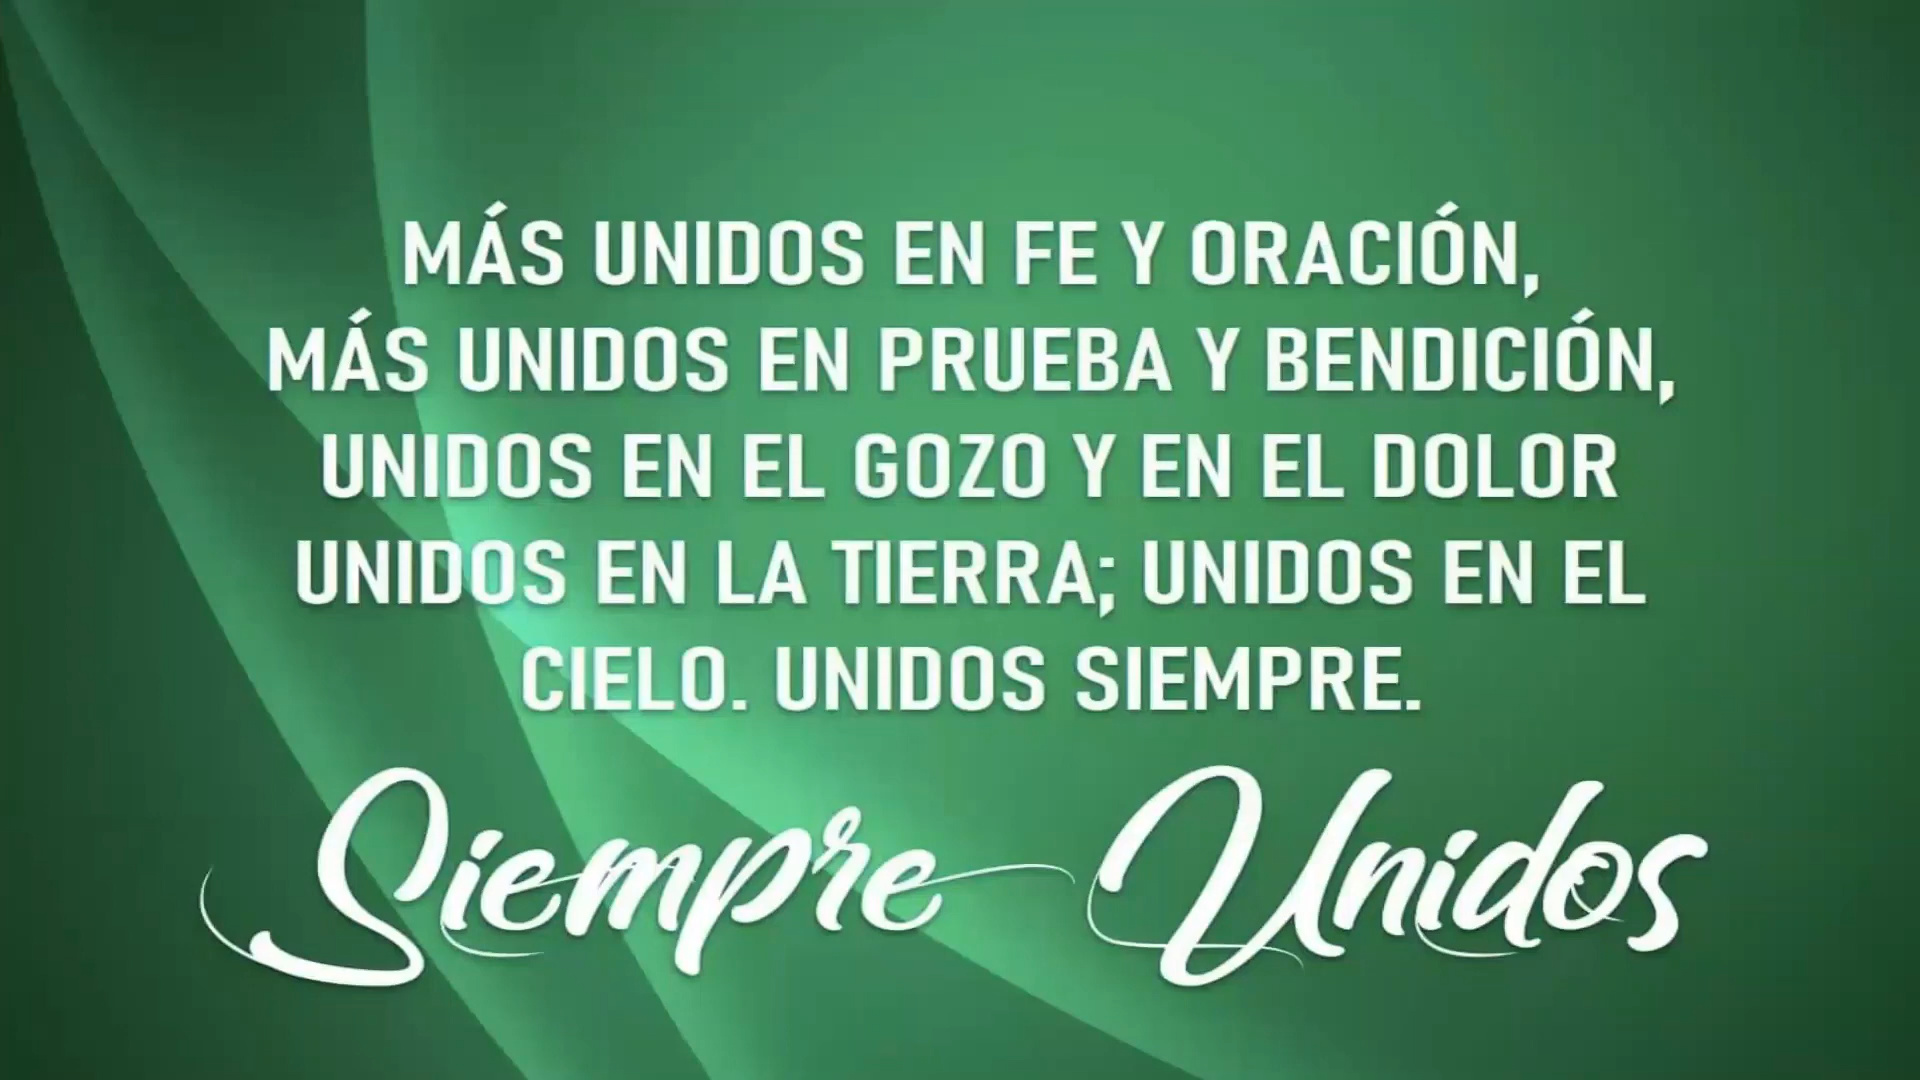 MÁS UNIDOS EN FE Y ORACIÓN,
MÁS UNIDOS EN PRUEBA Y BENDICIÓN,
UNIDOS EN EL GOZO Y EN EL DOLOR
UNIDOS EN LA TIERRA; UNIDOS EN EL
CIELO. UNIDOS SIEMPRE.
Siempre Unidos